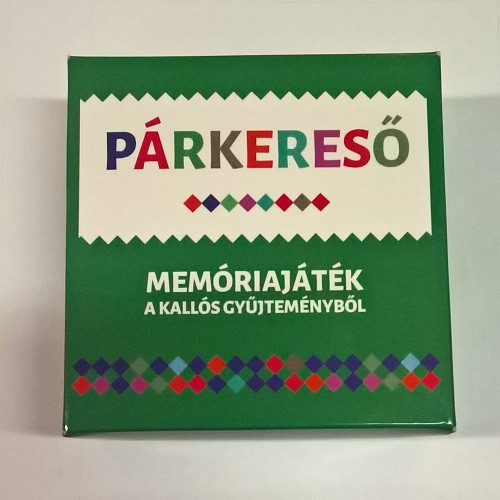 PÁRKERESŐ
MEMÓRIAJÁTÉK
A KALLÓS GYŰJTEMÉNYBŐL